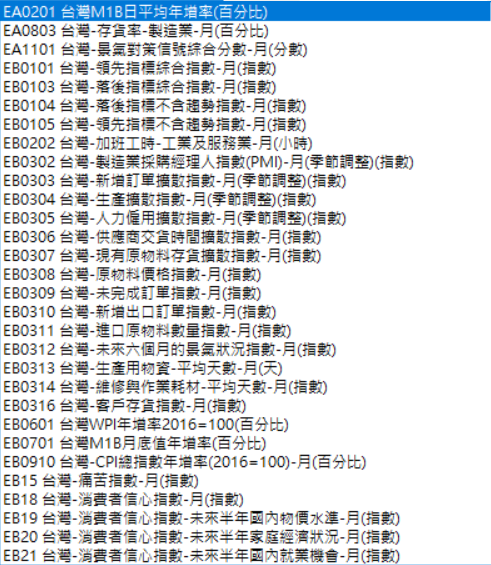 EA0201 台灣M1B日平均年增率(百分比)
EA0803 台灣-存貨率-製造業-月(百分比)
EA1101 台灣-景氣對策信號綜合分數-月(分數)
EB0101 台灣-領先指標綜合指數-月(指數)
EB0103 台灣-落後指標綜合指數-月(指數)
EB0104 台灣-落後指標不含趨勢指數-月(指數)
EB0105 台灣-領先指標不含趨勢指數-月(指數)
EB0202 台灣-加班工時-工業及服務業-月(小時)
EB0302 台灣-製造業採購經理人指數(PMI)-月(季節調整)(指數)
EB0303 台灣-新增訂單擴散指數-月(季節調整)(指數)
EB0304 台灣-生產擴散指數-月(季節調整)(指數)
EB0305 台灣-人力僱用擴散指數-月(季節調整)(指數)
EB0306 台灣-供應商交貨時間擴散指數-月(指數)
EB0307 台灣-現有原物料存貨擴散指數-月(指數)
EB0308 台灣-原物料價格指數-月(指數)
EB0309 台灣-未完成訂單指數-月(指數)
EB0310 台灣-新增出口訂單指數-月(指數)
EB0311 台灣-進口原物料數量指數-月(指數)
EB0312 台灣-未來六個月的景氣狀況指數-月(指數)
EB0313 台灣-生產用物資-平均天數-月(天)
EB0314 台灣-維修與作業耗材-平均天數-月(指數)
EB0316 台灣-客戶存貨指數-月(指數)
EB0601 台灣WPI年增率2016=100(百分比)
EB0701 台灣M1B月底值年增率(百分比)
EB0910 台灣-CPI總指數年增率(2016=100)-月(百分比)
EB15 台灣-痛苦指數-月(指數)
EB18 台灣-消費者信心指數-月(指數)
EB19 台灣-消費者信心指數-未來半年國內物價水準-月(指數)
EB20 台灣-消費者信心指數-未來半年家庭經濟狀況-月(指數)
EB21 台灣-消費者信心指數-未來半年國內就業機會-月(指數)